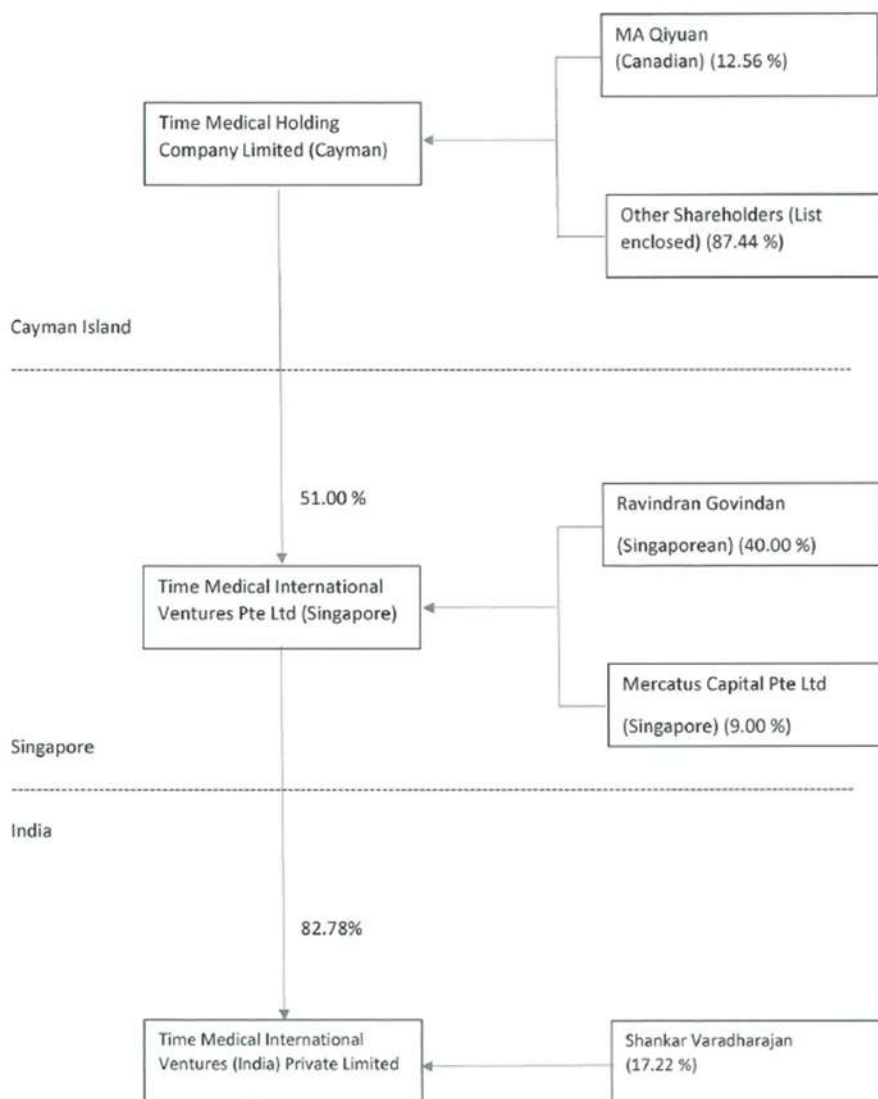 MA Qiyuan
(Canadian) (12.56 %)
Time Medical Holding
Company Limited (Cayman)
Other Shareholders (List
enclosed) (87.44 %)
Cayman Island
51.00 %
Ravindran Govindan
(Singaporean) (40.00 %)
Time Medical International
Ventures Pte Ltd (Singapore)
Mercatus Capital Pte Ltd
(Singapore) (9.00 %)
Singapore
India
82.78%
Time Medical International
Ventures (India) Private Limited
Shankar Varadharajan
(17.22 %)